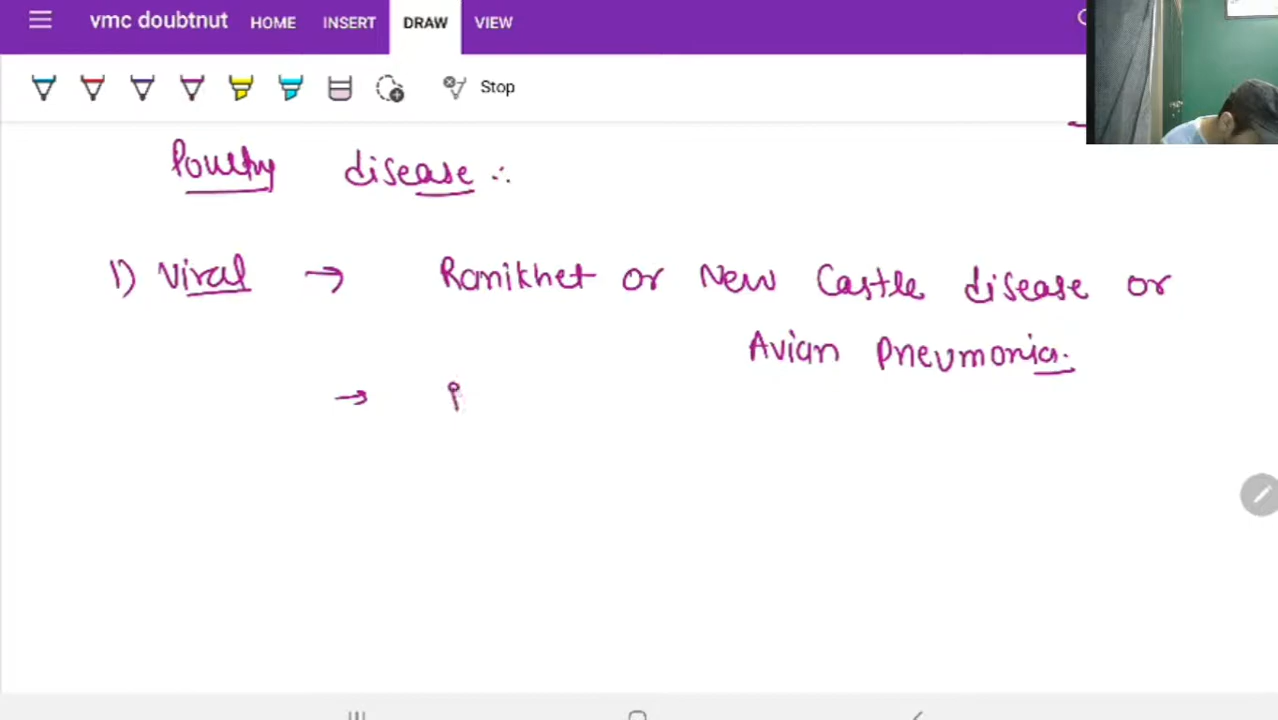 vmc doubtnut HOME INSERT DRAW VIEW
Stop
Poultry disease :
1) Viral → Ranikhet or New Castle disease or
Avian Pneumonia.
→